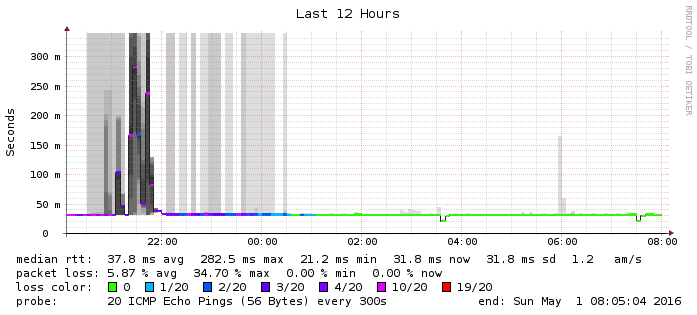 Last 12 Hours
RRDTOOL / TOBI OETIKER
Seconds
300 m
250 m
200 m
150 m
100 m
50 m
0
22:00 00:00 02:00 04:00 06:00 08:00
median rtt: 37.8 ms avg 282.5 ms max 21.2 ms min 31.8 ms now 31.8 ms sd 1.2 am/s
packet loss: 5.87 % avg 34.70 % max 0.00 % min 0.00 % now
loss color: 0 1/20 2/20 3/20 4/20 10/20 19/20
probe: 20 ICMP Echo Pings (56 Bytes) every 300s end: Sun May 1 08:05:04 2016